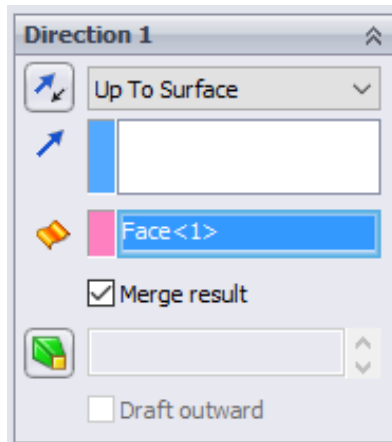 Direction 1
Up To Surface
Face<1>
Merge result
Draft outward